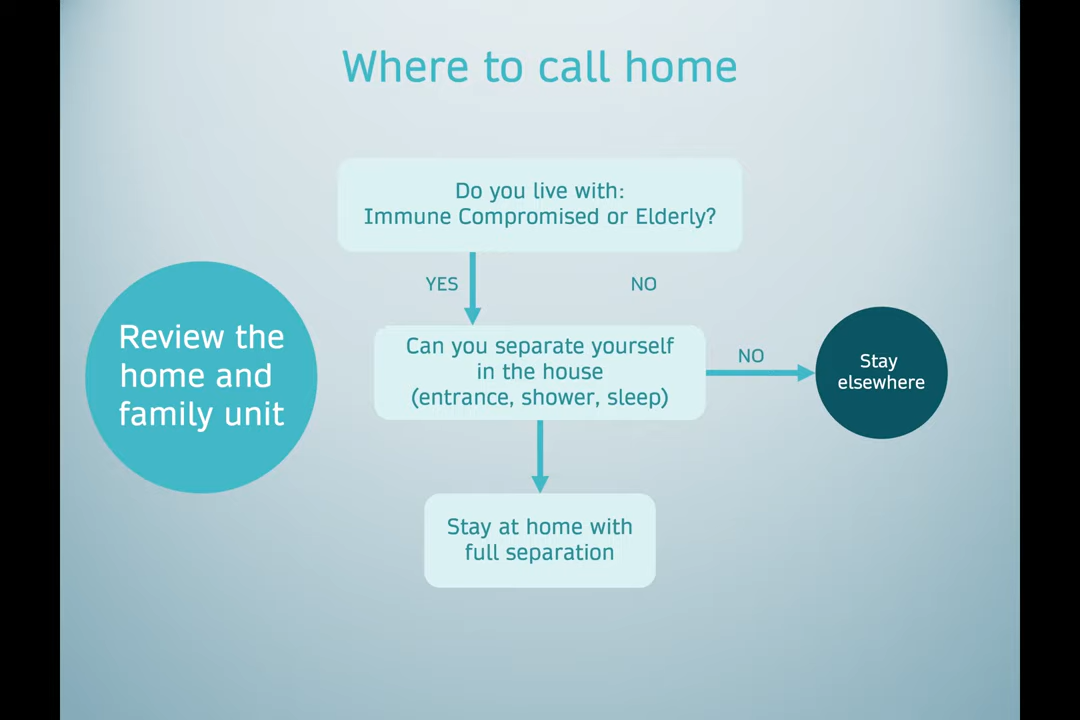 Where to call home
Do you live with:
Immune Compromised or Elderly?
YES
NO
Review the
home and
family unit
Can you separate yourself
in the house
(entrance, shower, sleep)
NO
Stay
elsewhere
Stay at home with
full separation